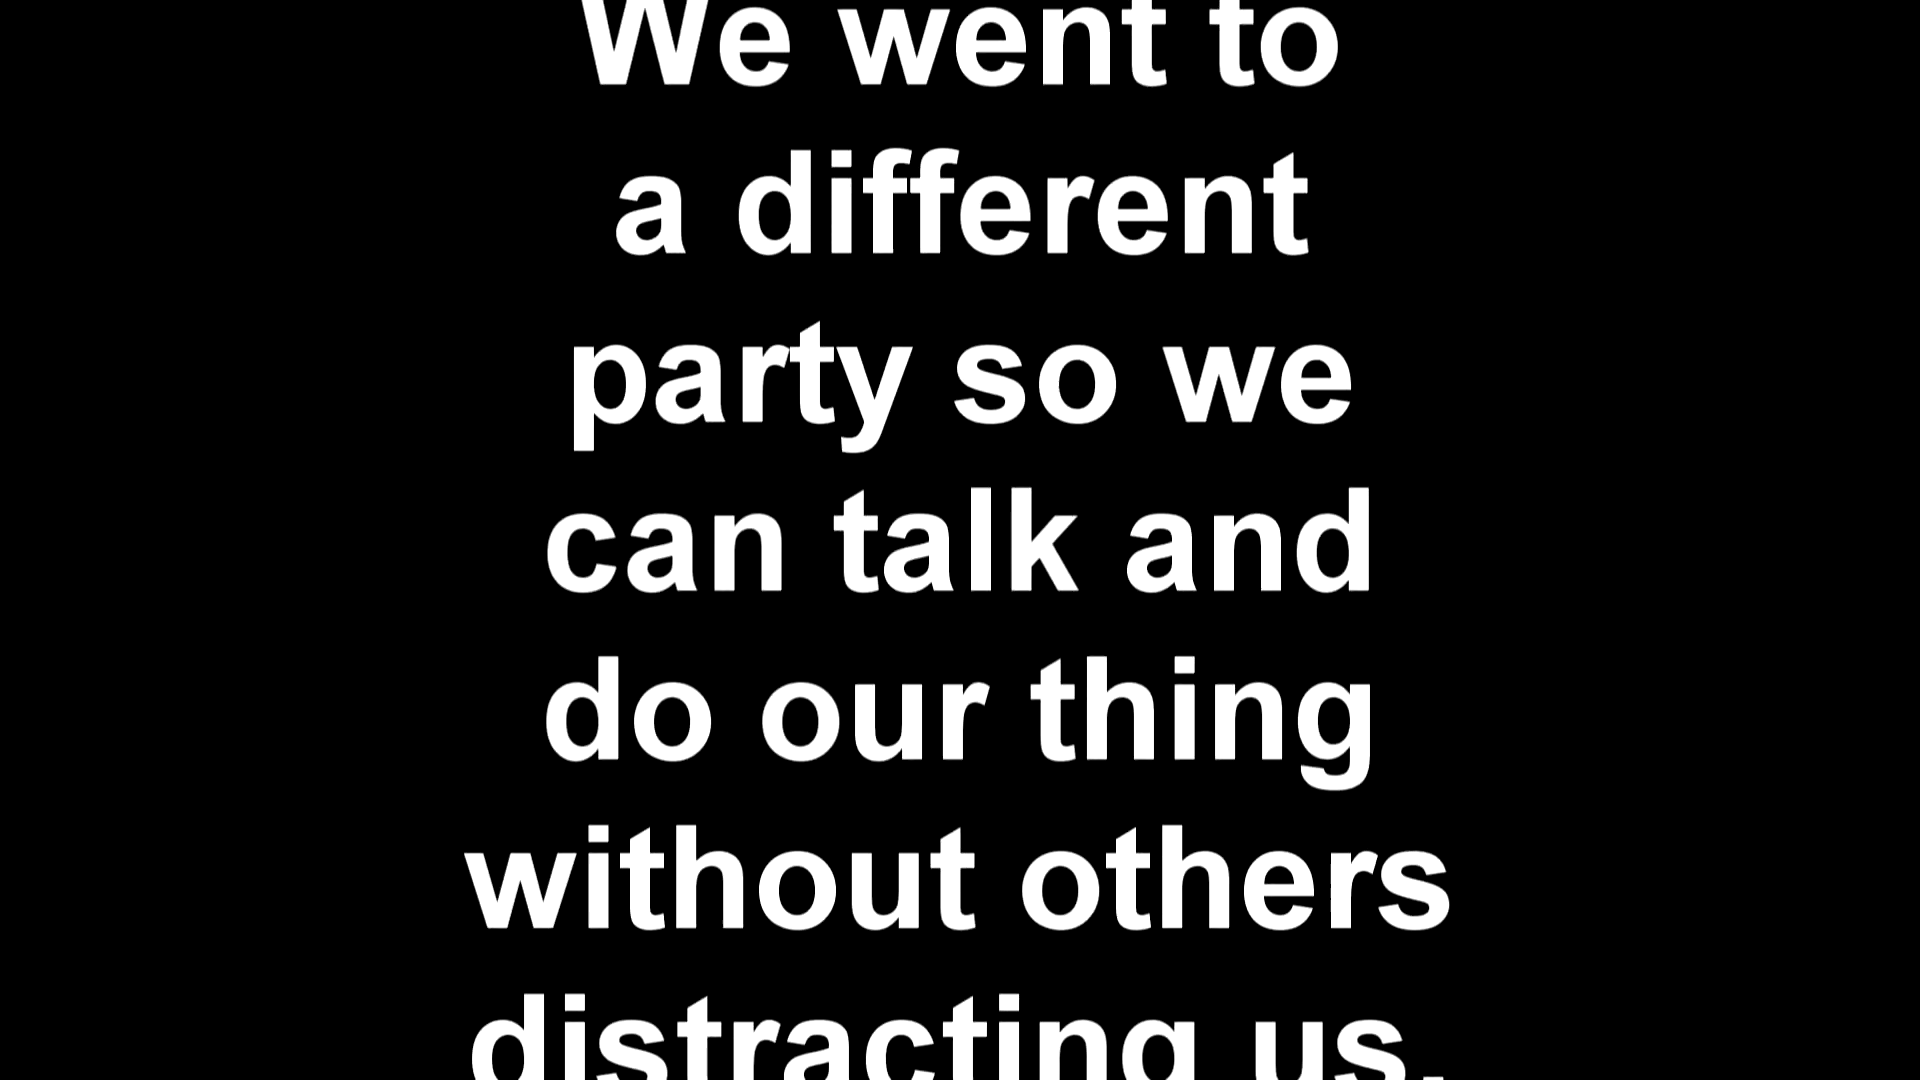 We went to
a different
party so we
can talk and
do our thing
without others
distracting us.